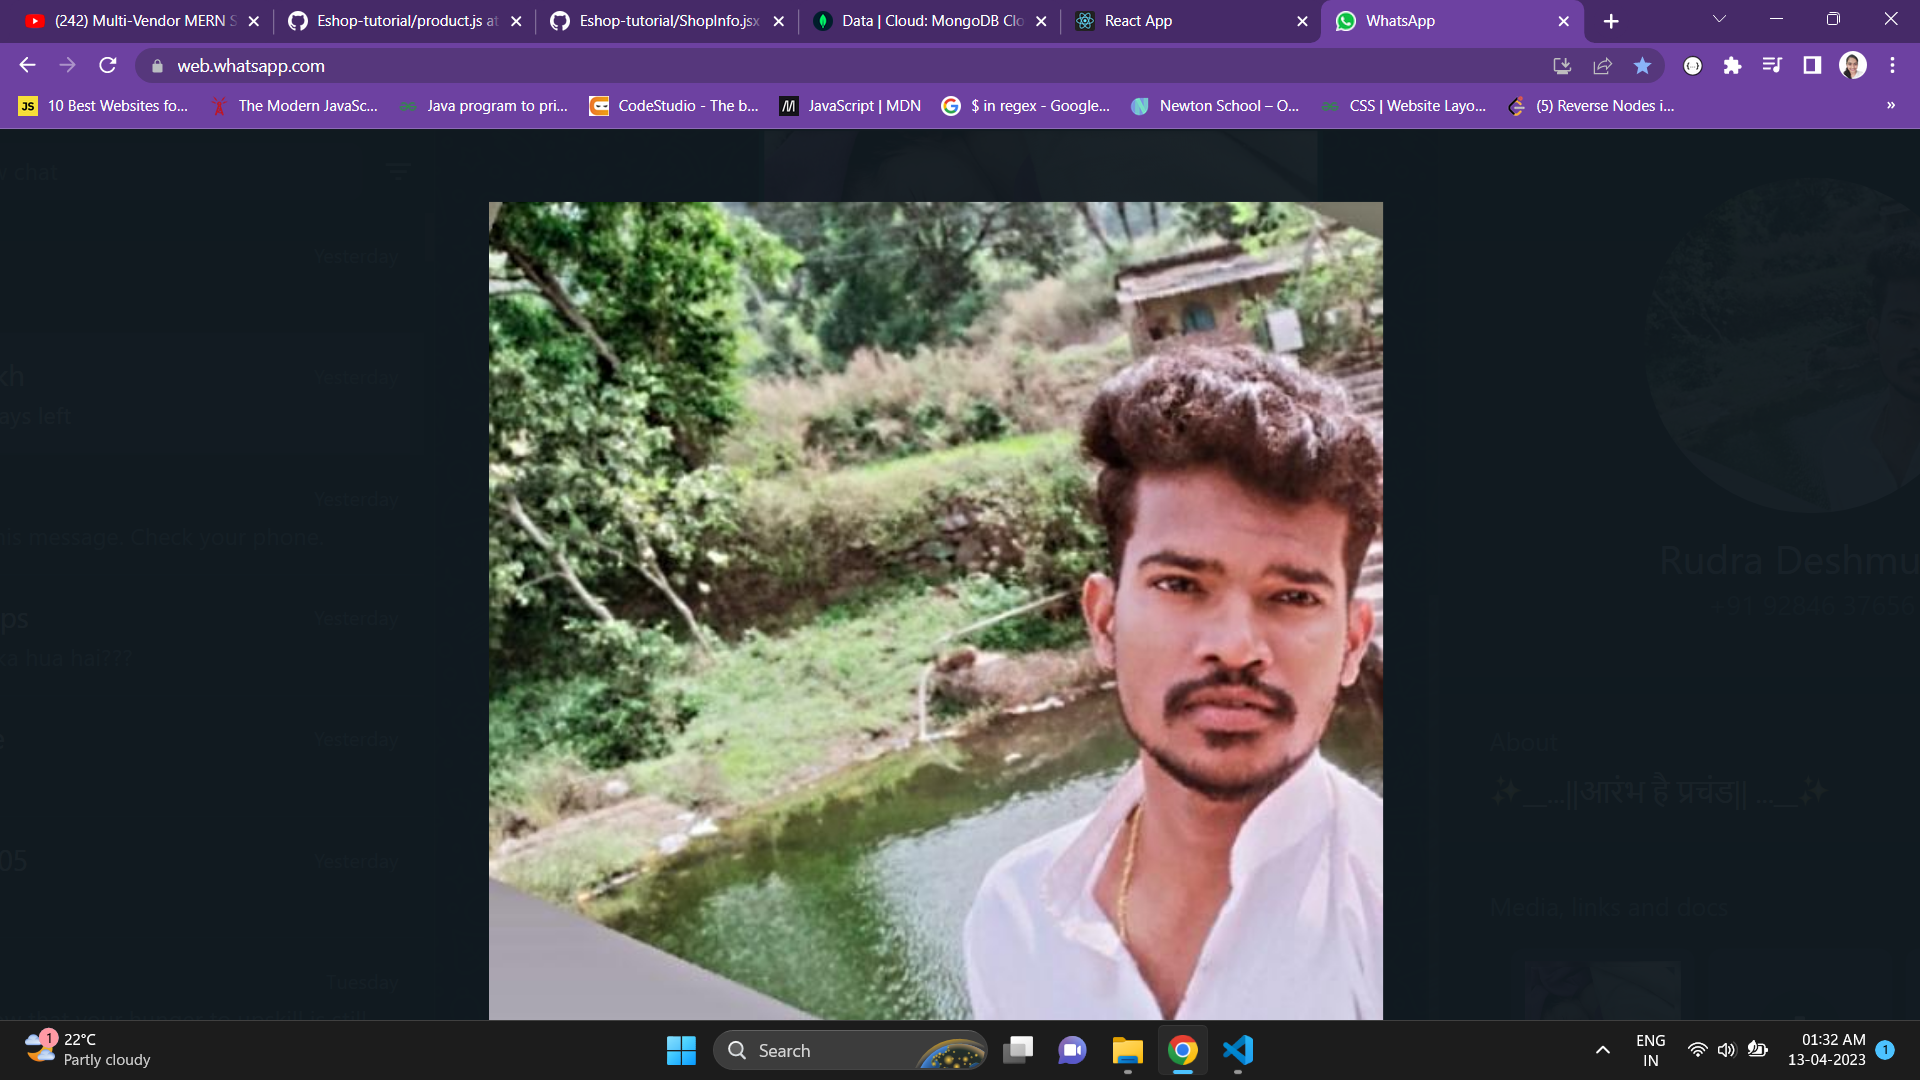 (242) Multi-Vendor MERN S
Eshop-tutorial/product.js at
Eshop-tutorial/ShopInfo.jsx
Data | Cloud: MongoDB Clo
React App
WhatsApp
web.whatsapp.com
JS
10 Best Websites fo...
The Modern JavaSc...
Java program to pri...
CodeStudio - The b...
JavaScript | MDN
$ in regex - Google...
Newton School – O...
CSS | Website Layo...
(5) Reverse Nodes i...
»
chat
Yesterday
kh
Yesterday
ays left
Yesterday
his message. Check your phone.
ps
Yesterday
ka hua hai???
e
Yesterday
05
Yesterday
Tuesday
Rudra Deshmu
+91 92846 37656
About
✨__...||आरंभ है प्रचंड|| ...__✨
Media, links and docs
1
22°C
Partly cloudy
Search
ENG
IN
01:32 AM
13-04-2023
1